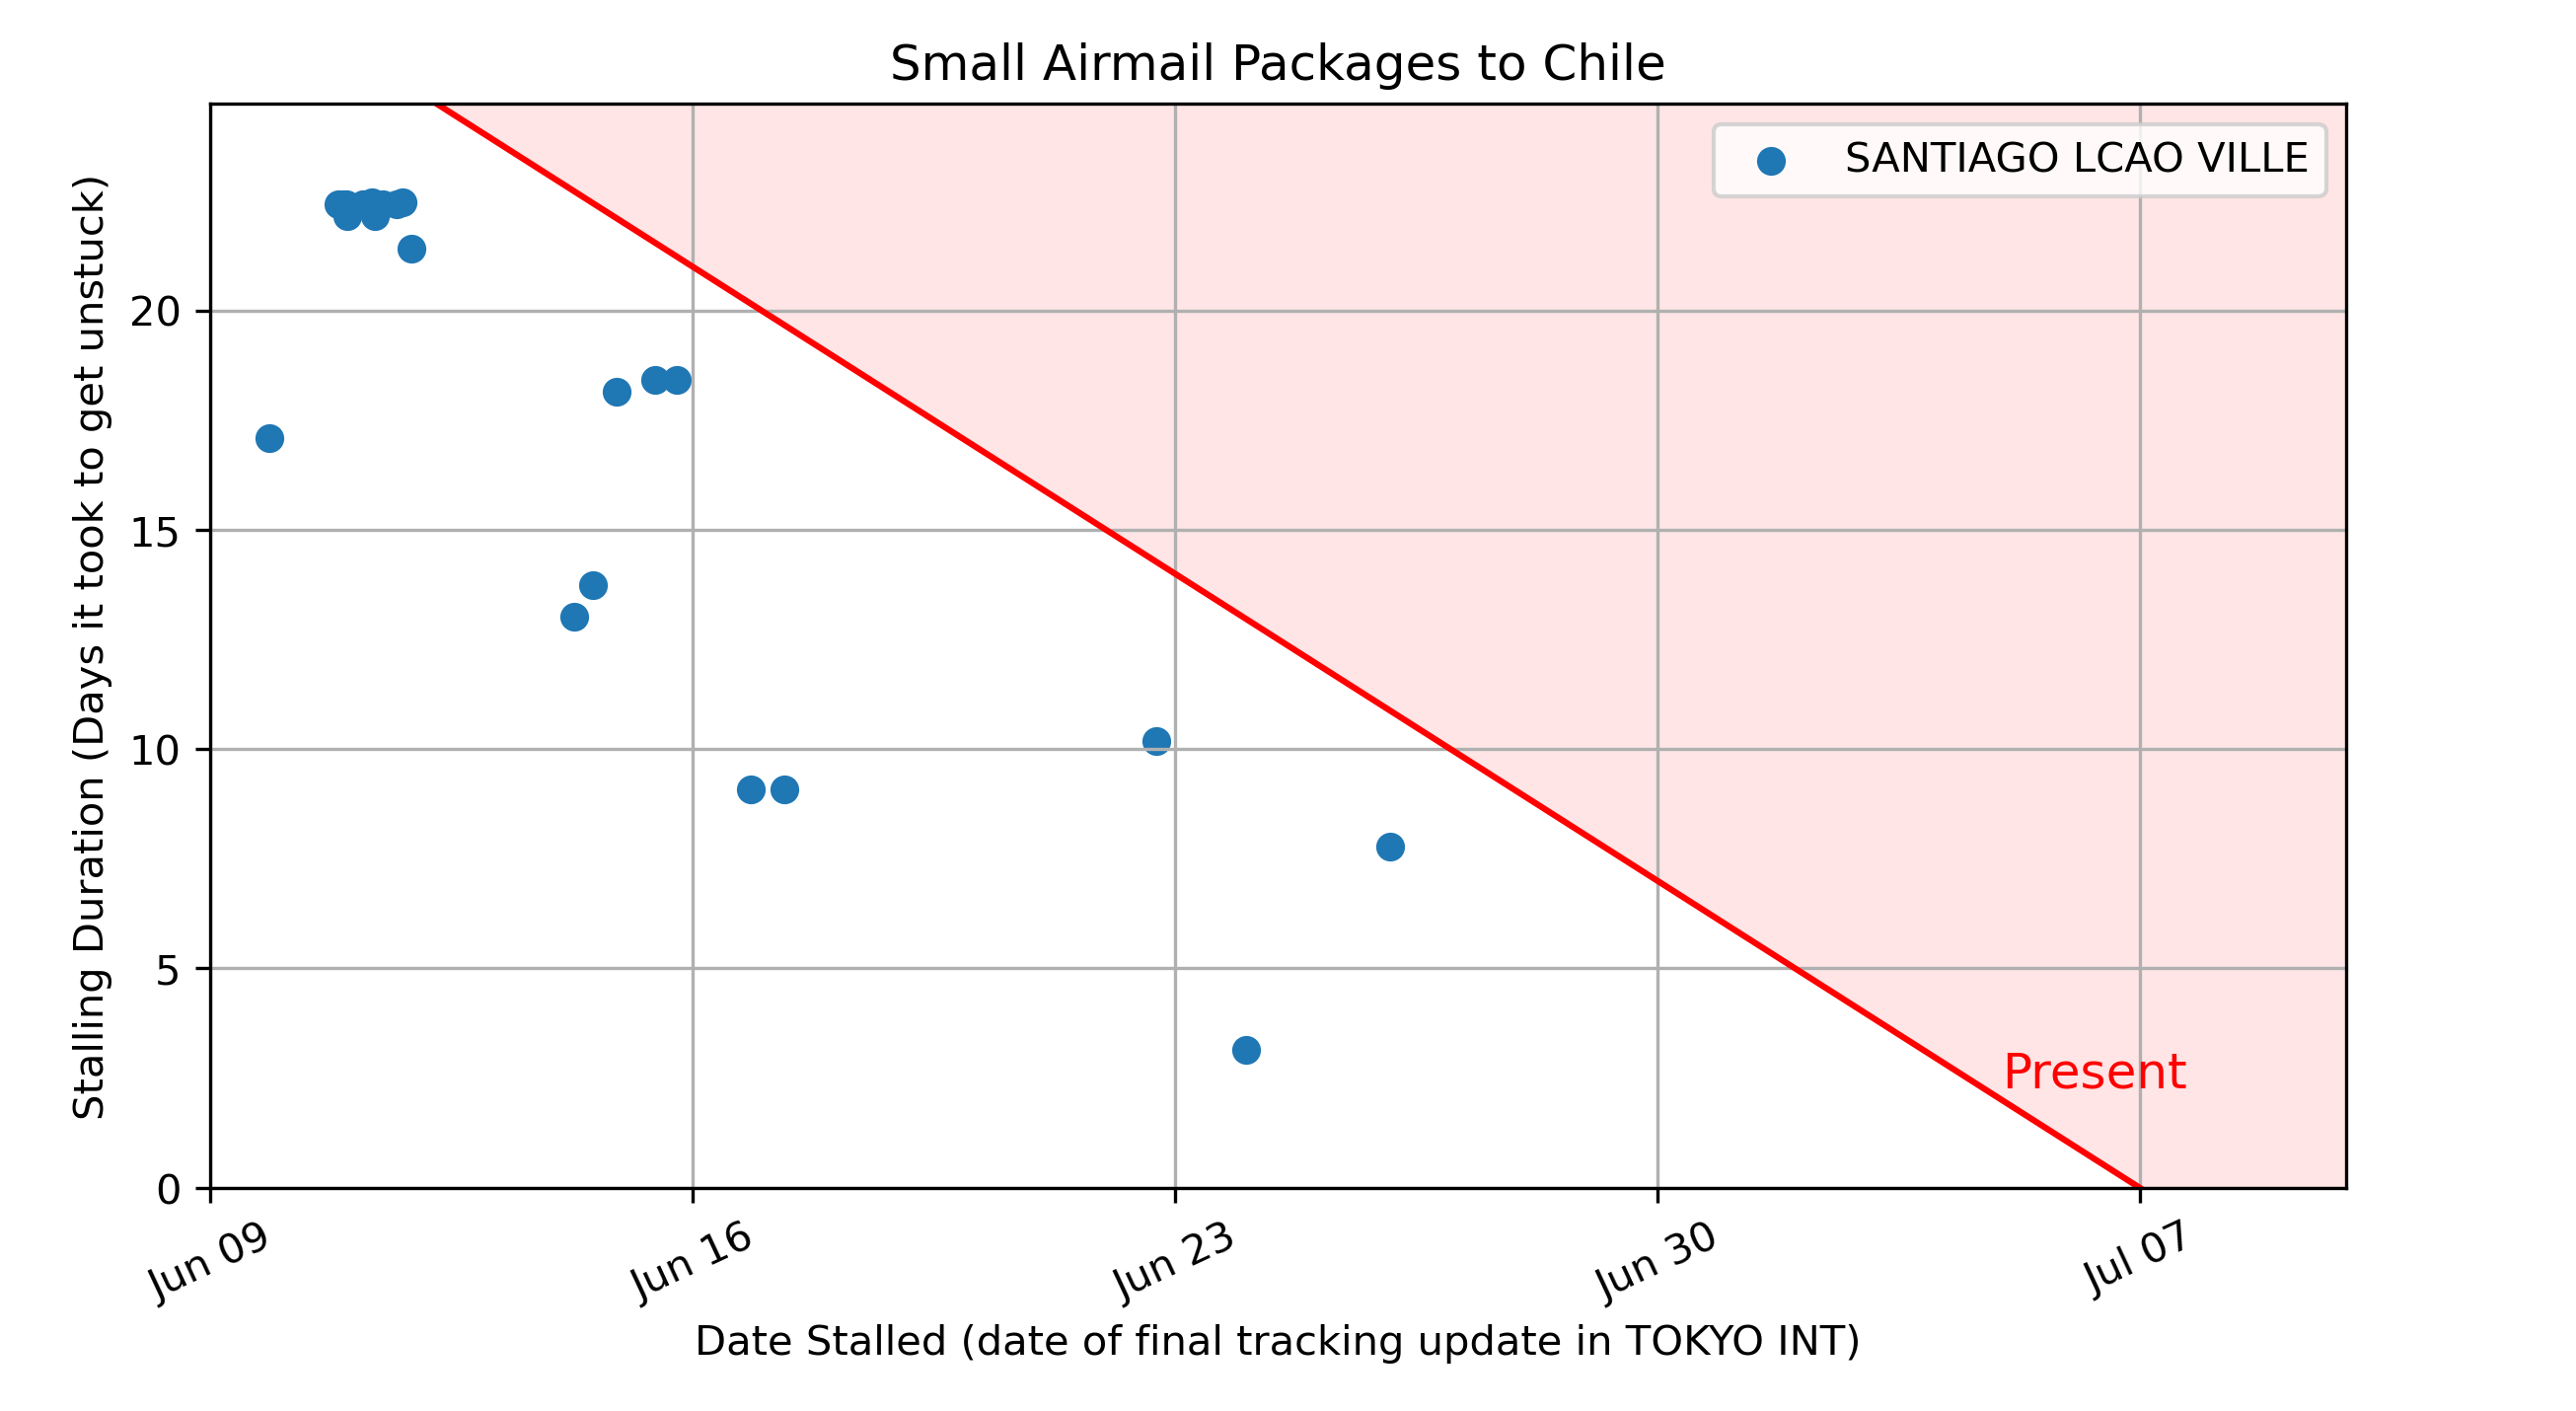 Small Airmail Packages to Chile
SANTIAGO LCAO VILLE
Stalling Duration (Days it took to get unstuck)
20
15
10
5
0
Present
Jun 09
Jun 16
Jun 23
Jun 30
Jul 07
Date Stalled (date of final tracking update in TOKYO INT)